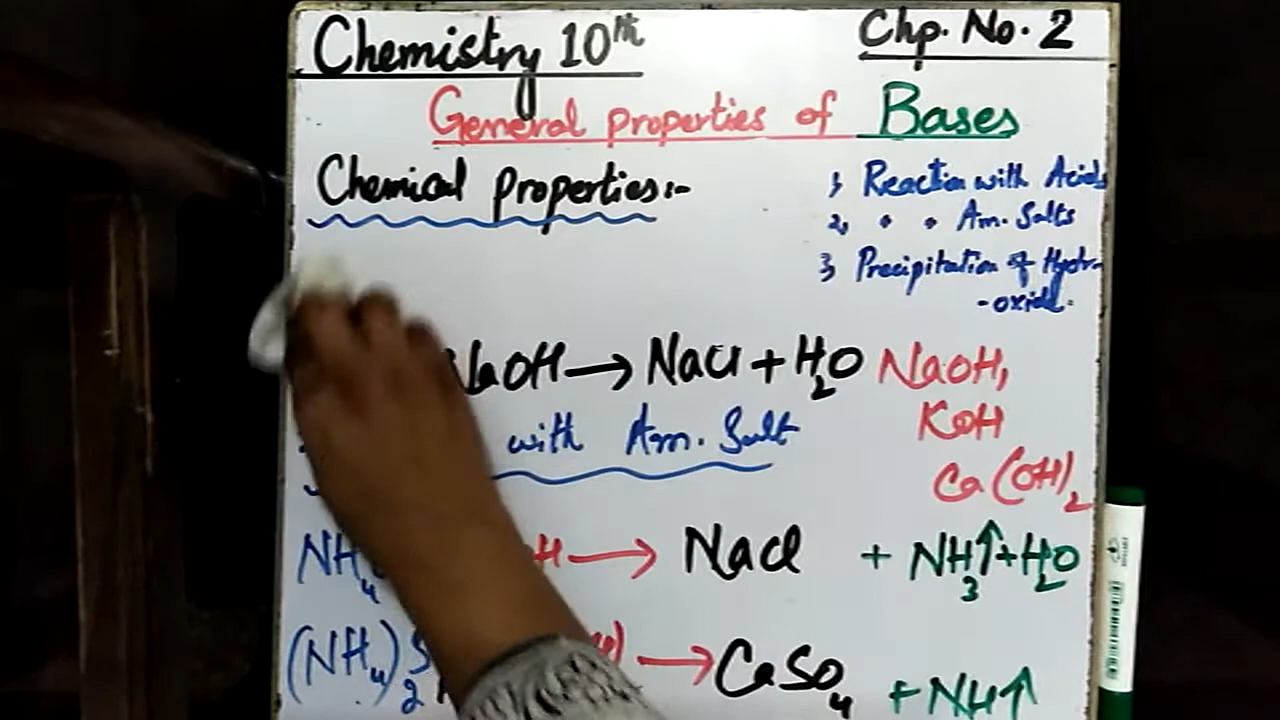 Chemistry 10th
Chp. No. 2
General properties of Bases
Chemical properties:-
1, Reaction with Acids
2, " " Am. Salts
3, Precipitation of Hydr-
-oxide.
NaOH → NaCl + H2O
NaOH,
KOH
Ca(OH)2
with Am. Salt
NH4 H → NaCl + NH3↑ + H2O
(NH4)2S → CaSO4 + NH↑